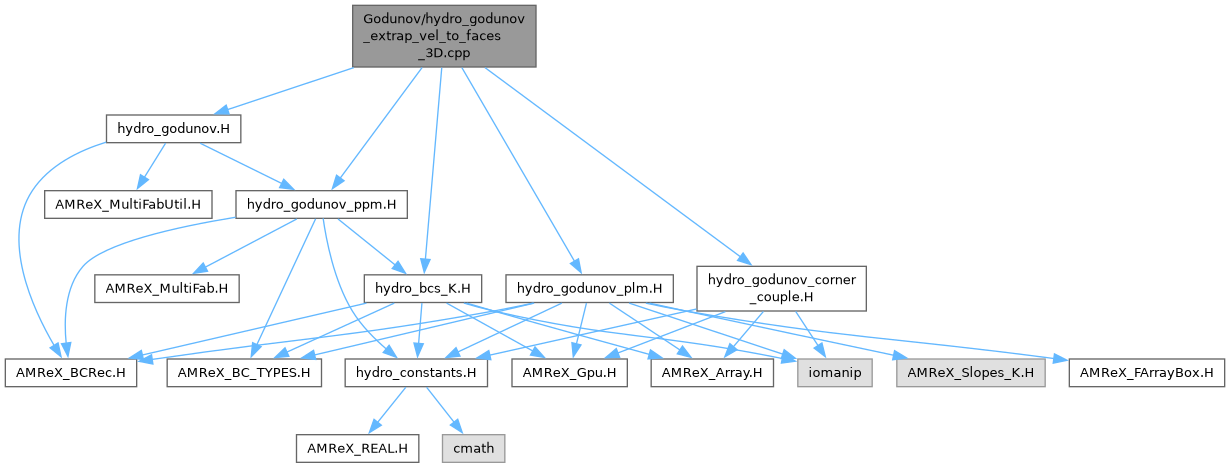 Godunov/hydro_godunov
_extrap_vel_to_faces
_3D.cpp
hydro_godunov.H
AMReX_MultiFabUtil.H
hydro_godunov_ppm.H
AMReX_MultiFab.H
hydro_bcs_K.H
hydro_godunov_plm.H
hydro_godunov_corner
_couple.H
AMReX_BCRec.H
AMReX_BC_TYPES.H
hydro_constants.H
AMReX_Gpu.H
AMReX_Array.H
iomanip
AMReX_Slopes_K.H
AMReX_FArrayBox.H
AMReX_REAL.H
cmath